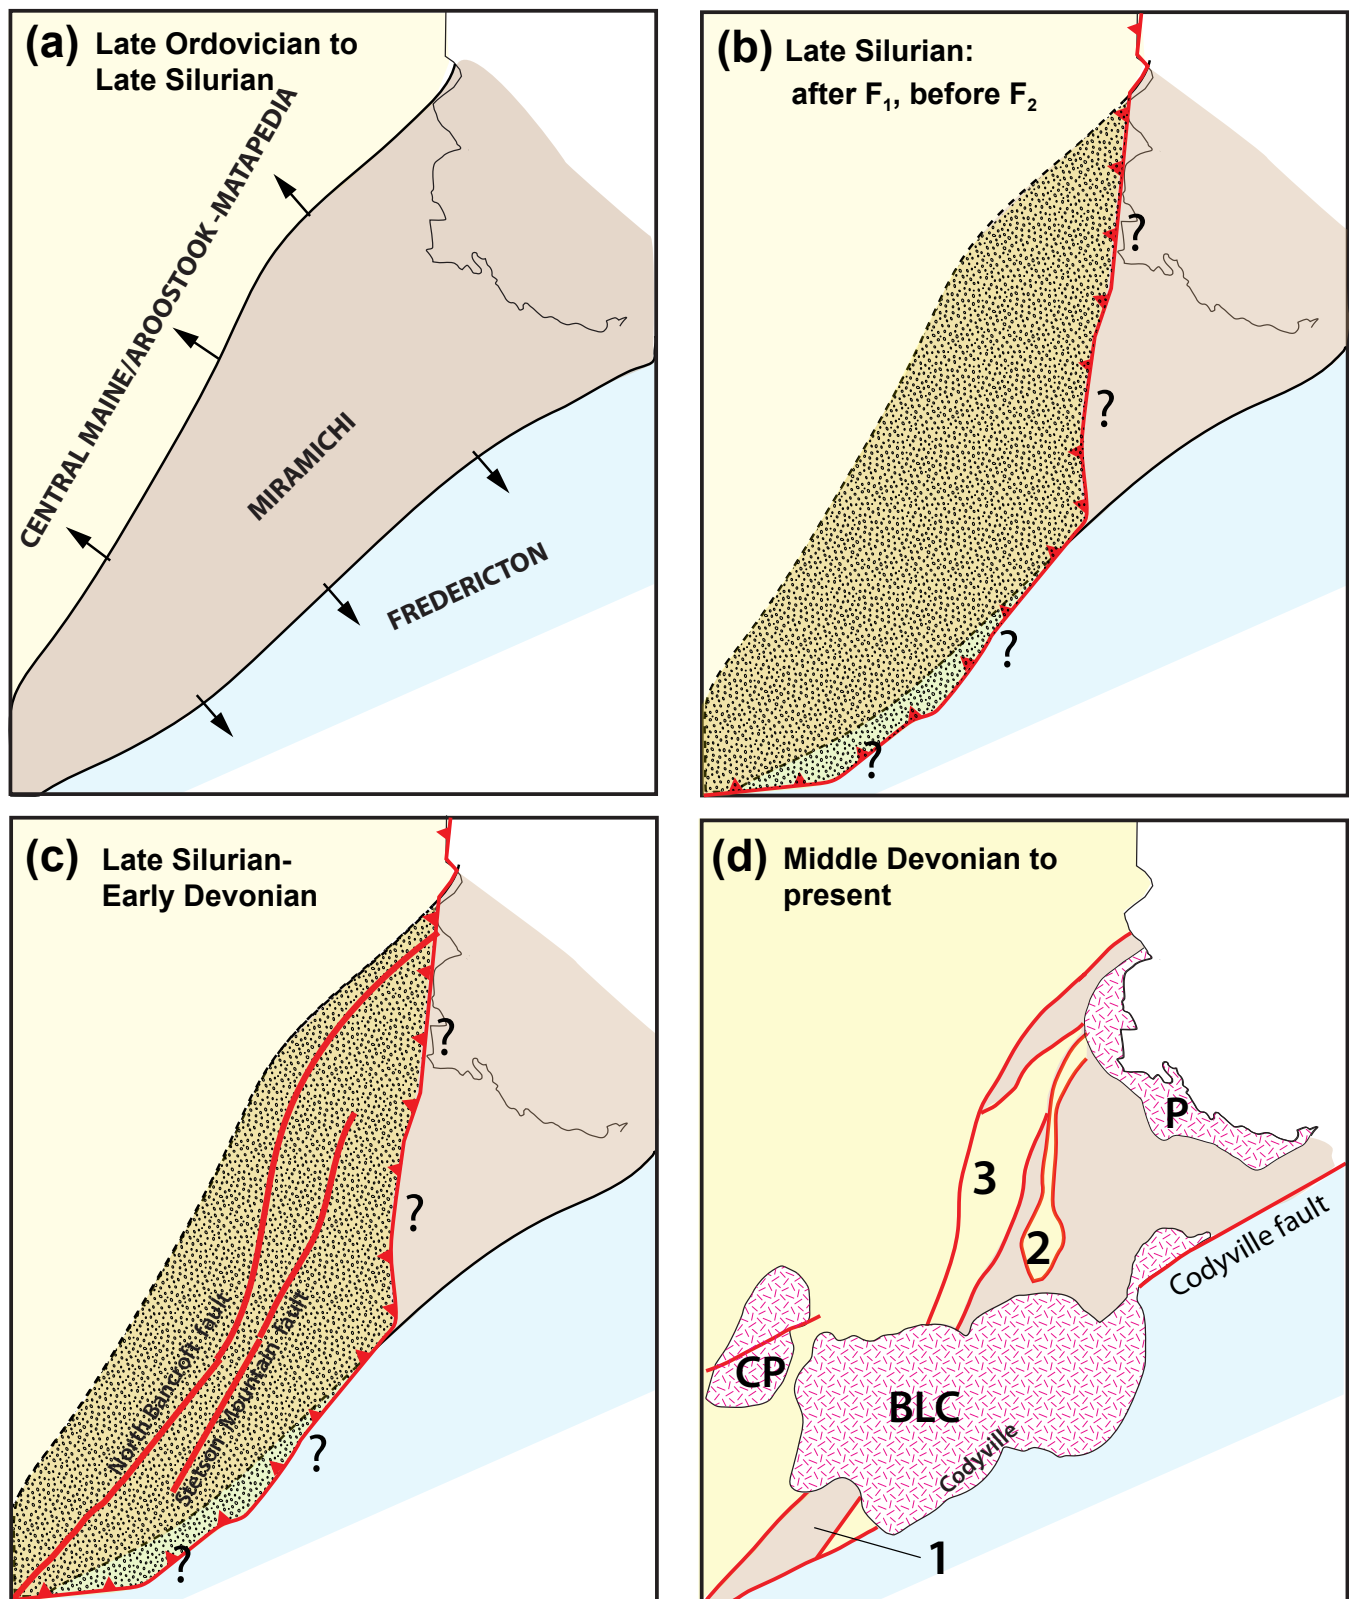 (a) Late Ordovician to
Late Silurian
CENTRAL MAINE/AROOSTOOK-MATAPEDIA
MIRAMICHI
FREDERICTON
(b) Late Silurian:
after F1, before F2
?
?
?
?
(c) Late Silurian-
Early Devonian
?
?
North Bancroft fault
Stetson Mountain fault
?
?
(d) Middle Devonian to
present
P
3
2
Codyville fault
CP
BLC
Codyville
1